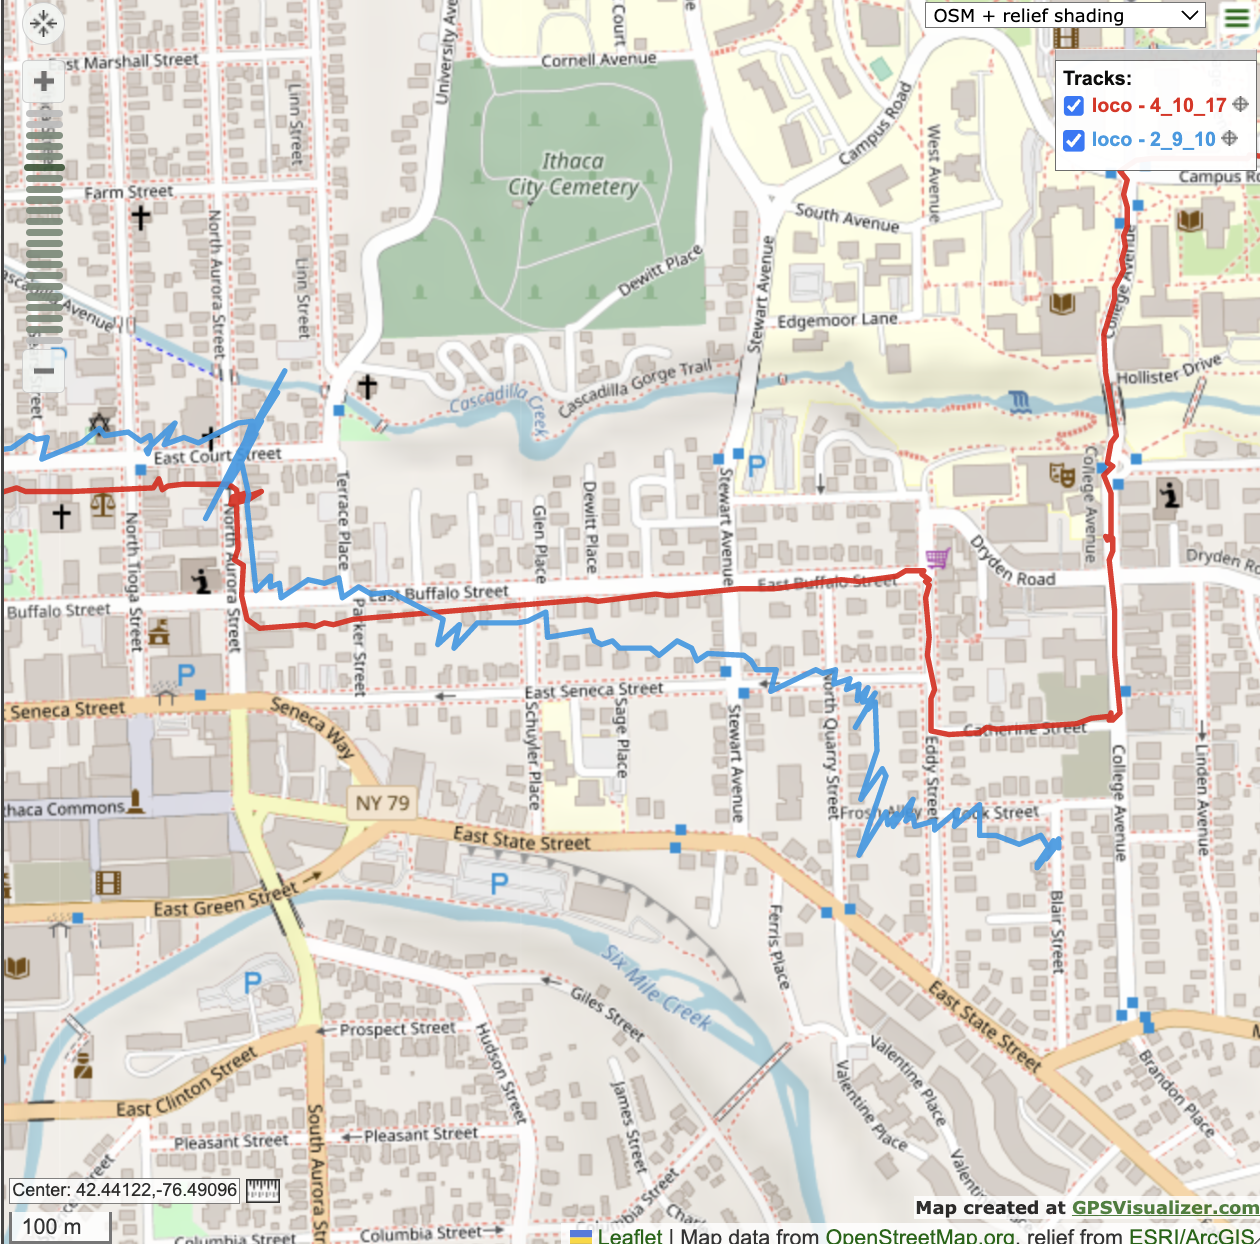 OSM + relief shading
Tracks:
loco - 4_10_17
loco - 2_9_10
University Ave
Court
Cornell Avenue
East Marshall Street
Linn Street
Ithaca
City Cemetery
Campus Road
West Avenue
Campus Ro
Farm Street
North Aurora Street
Linn Street
South Avenue
Stewart Avenue
Dewitt Place
College Avenue
Cascadilla Avenue
Edgemoor Lane
Hollister Drive
Cascadilla Gorge Trail
Cascadilla Creek
East Court Street
P
Terrace Place
Glen Place
Dewitt Place
Stewart Avenue
College Avenue
North Tioga Street
North Aurora Street
Dryden Road
Dryden Ro
East Buffalo Street
East Buffalo Street
Buffalo Street
Parker Street
P
East Seneca Street
Seneca Street
Seneca Way
Schuyler Place
Sage Place
Stewart Avenue
North Quarry Street
Eddy Street
Catherine Street
College Avenue
Linden Avenue
NY 79
thaca Commons
Cook Street
East State Street
P
East Green Street
Blair Street
Ferris Place
Six Mile Creek
P
Giles Street
East State Street
Prospect Street
Hudson Street
Valentine Place
Valentine Place
Brandon Place
East Clinton Street
James Street
South Aurora Str
Pleasant Street
Pleasant Street
Valentin
Center: 42.44122,-76.49096
Columbia Street
Map created at GPSVisualizer.com
100 m
Columbia Street
Columbia Street
Leaflet | Map data from OpenStreetMap.org, relief from ESRI/ArcGIS